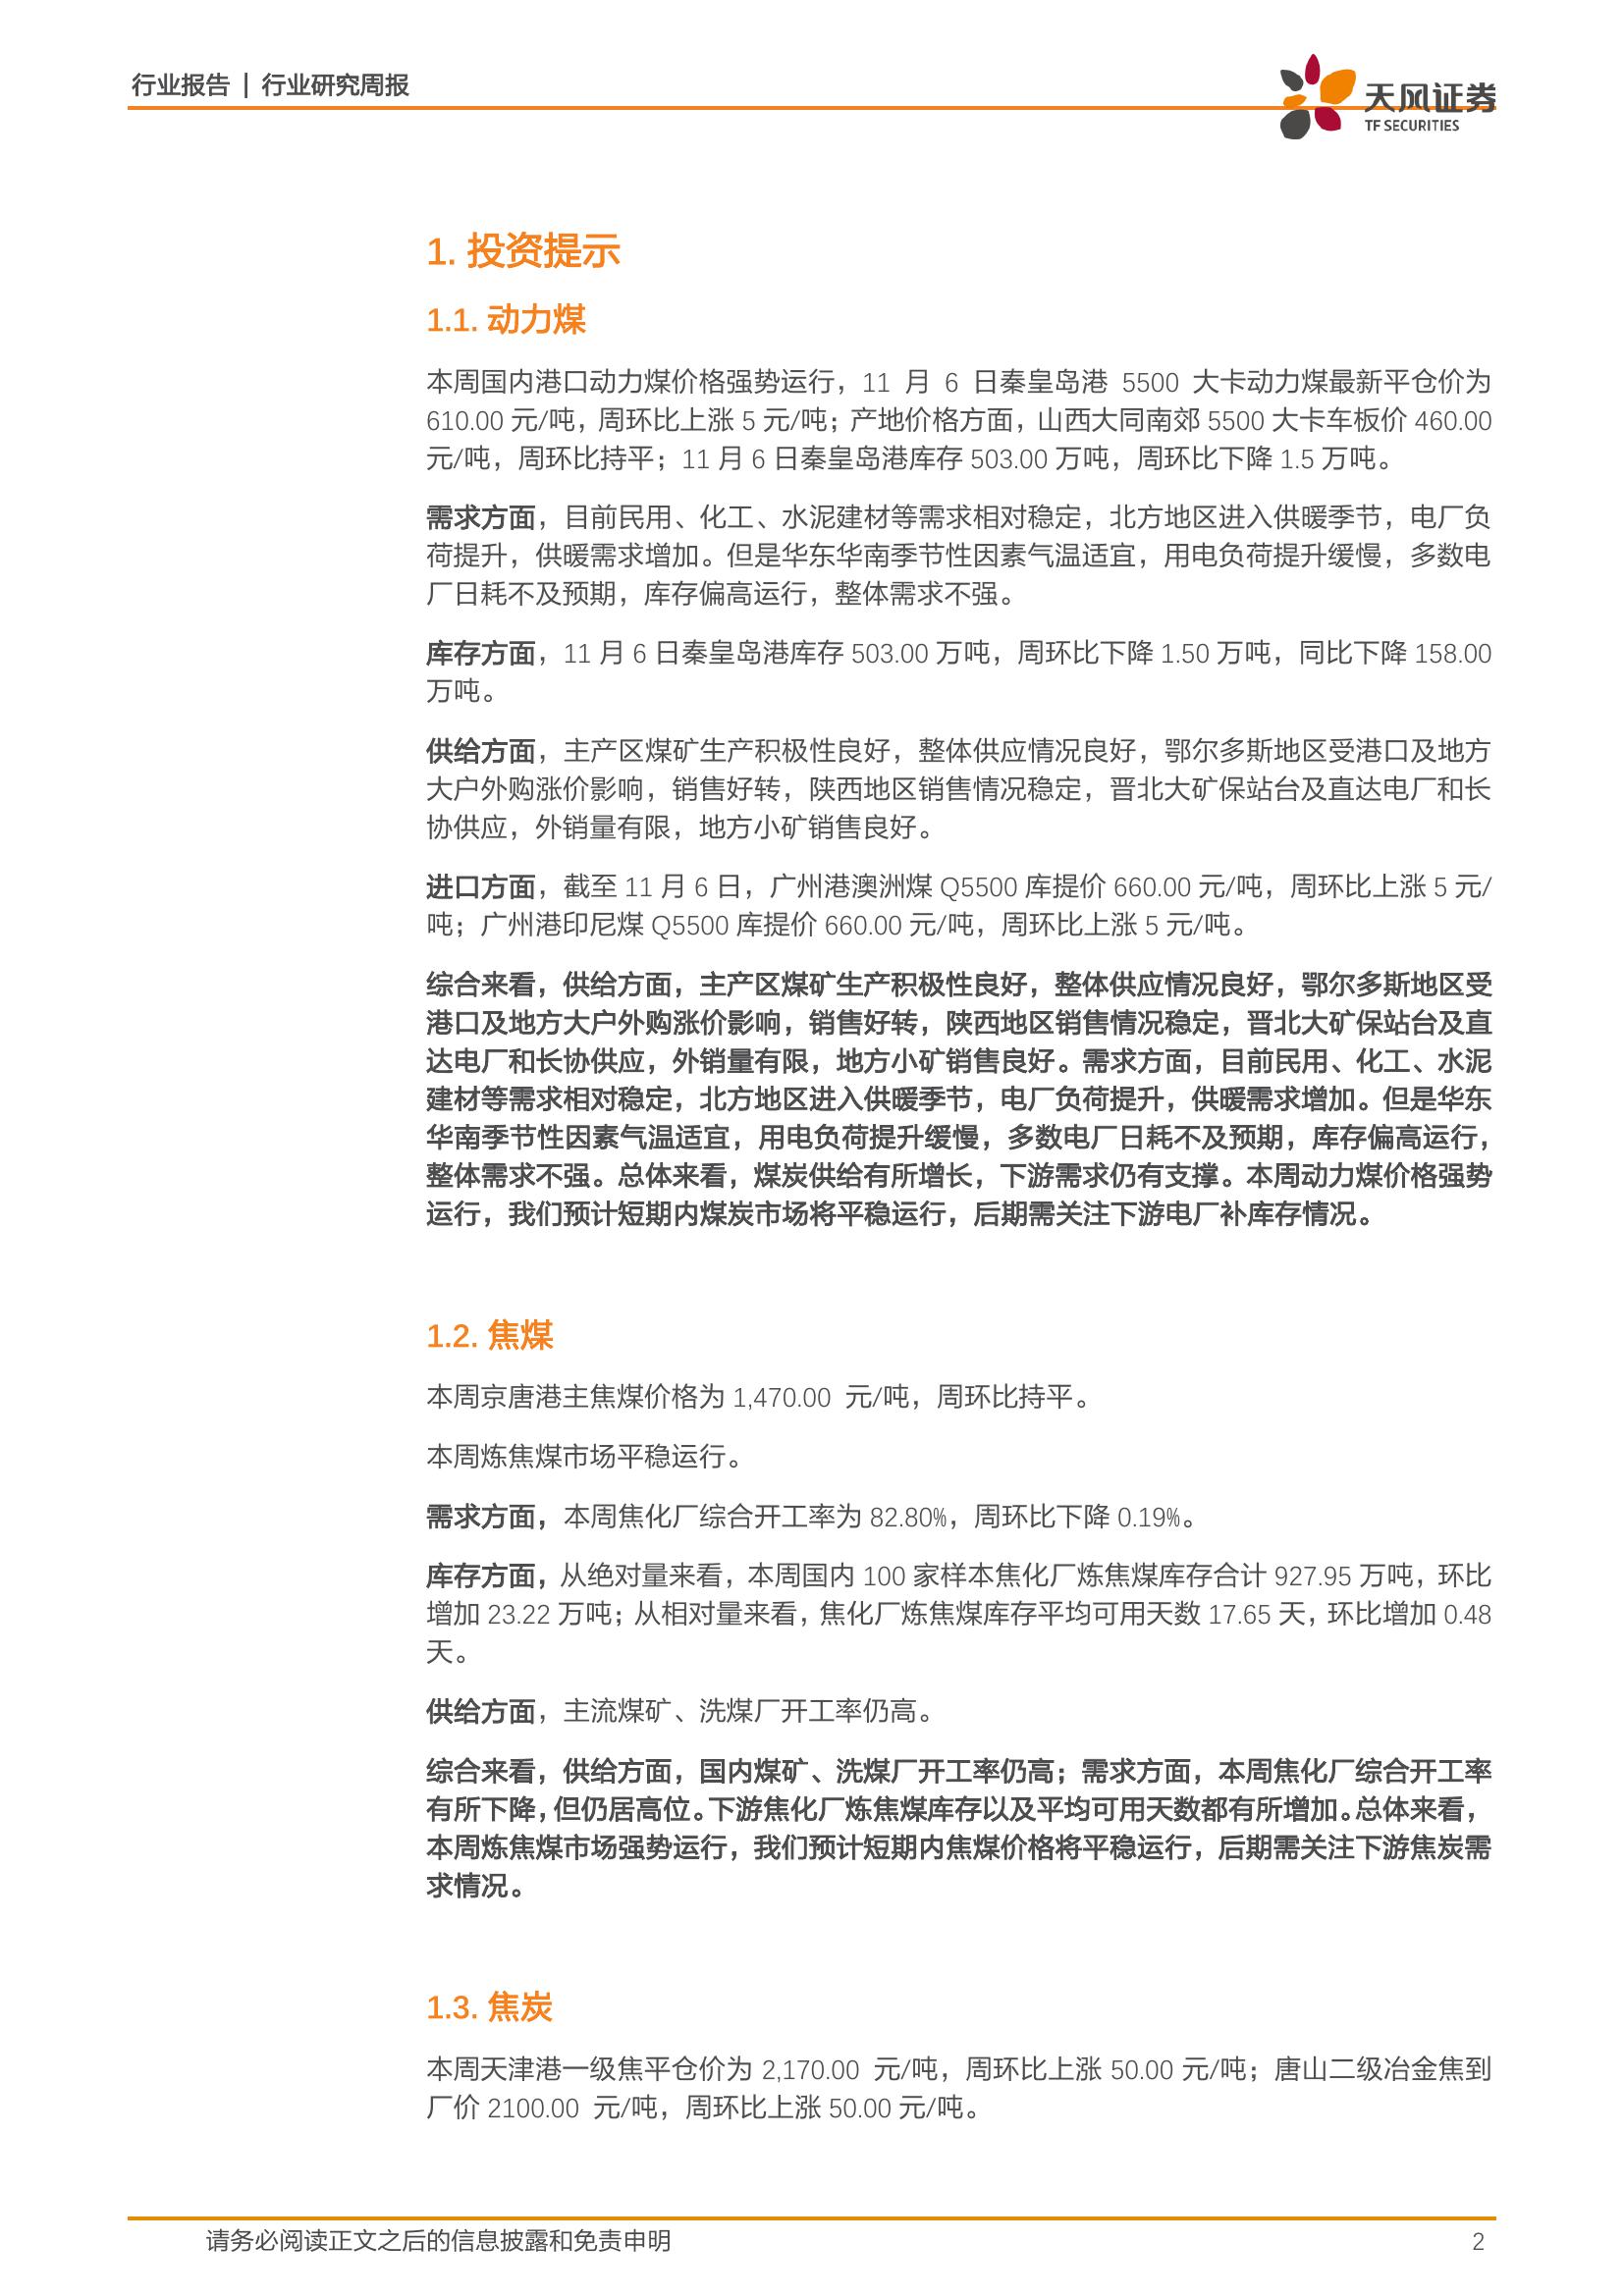 行业报告 | 行业研究周报
天风证券
TF SECURITIES
1. 投资提示
1.1. 动力煤
本周国内港口动力煤价格强势运行，11 月 6 日秦皇岛港 5500 大卡动力煤最新平仓价为
610.00 元/吨，周环比上涨 5 元/吨；产地价格方面，山西大同南郊 5500 大卡车板价 460.00
元/吨，周环比持平；11 月 6 日秦皇岛港库存 503.00 万吨，周环比下降 1.5 万吨。
需求方面，目前民用、化工、水泥建材等需求相对稳定，北方地区进入供暖季节，电厂负
荷提升，供暖需求增加。但是华东华南季节性因素气温适宜，用电负荷提升缓慢，多数电
厂日耗不及预期，库存偏高运行，整体需求不强。
库存方面，11 月 6 日秦皇岛港库存 503.00 万吨，周环比下降 1.50 万吨，同比下降 158.00
万吨。
供给方面，主产区煤矿生产积极性良好，整体供应情况良好，鄂尔多斯地区受港口及地方
大户外购涨价影响，销售好转，陕西地区销售情况稳定，晋北大矿保站台及直达电厂和长
协供应，外销量有限，地方小矿销售良好。
进口方面，截至 11 月 6 日，广州港澳洲煤 Q5500 库提价 660.00 元/吨，周环比上涨 5 元/
吨；广州港印尼煤 Q5500 库提价 660.00 元/吨，周环比上涨 5 元/吨。
综合来看，供给方面，主产区煤矿生产积极性良好，整体供应情况良好，鄂尔多斯地区受
港口及地方大户外购涨价影响，销售好转，陕西地区销售情况稳定，晋北大矿保站台及直
达电厂和长协供应，外销量有限，地方小矿销售良好。需求方面，目前民用、化工、水泥
建材等需求相对稳定，北方地区进入供暖季节，电厂负荷提升，供暖需求增加。但是华东
华南季节性因素气温适宜，用电负荷提升缓慢，多数电厂日耗不及预期，库存偏高运行，
整体需求不强。总体来看，煤炭供给有所增长，下游需求仍有支撑。本周动力煤价格强势
运行，我们预计短期内煤炭市场将平稳运行，后期需关注下游电厂补库存情况。
1.2. 焦煤
本周京唐港主焦煤价格为 1,470.00 元/吨，周环比持平。
本周炼焦煤市场平稳运行。
需求方面，本周焦化厂综合开工率为 82.80%，周环比下降 0.19%。
库存方面，从绝对量来看，本周国内 100 家样本焦化厂炼焦煤库存合计 927.95 万吨，环比
增加 23.22 万吨；从相对量来看，焦化厂炼焦煤库存平均可用天数 17.65 天，环比增加 0.48
天。
供给方面，主流煤矿、洗煤厂开工率仍高。
综合来看，供给方面，国内煤矿、洗煤厂开工率仍高；需求方面，本周焦化厂综合开工率
有所下降，但仍居高位。下游焦化厂炼焦煤库存以及平均可用天数都有所增加。总体来看，
本周炼焦煤市场强势运行，我们预计短期内焦煤价格将平稳运行，后期需关注下游焦炭需
求情况。
1.3. 焦炭
本周天津港一级焦平仓价为 2,170.00 元/吨，周环比上涨 50.00 元/吨；唐山二级冶金焦到
厂价 2100.00 元/吨，周环比上涨 50.00 元/吨。
请务必阅读正文之后的信息披露和免责申明
2